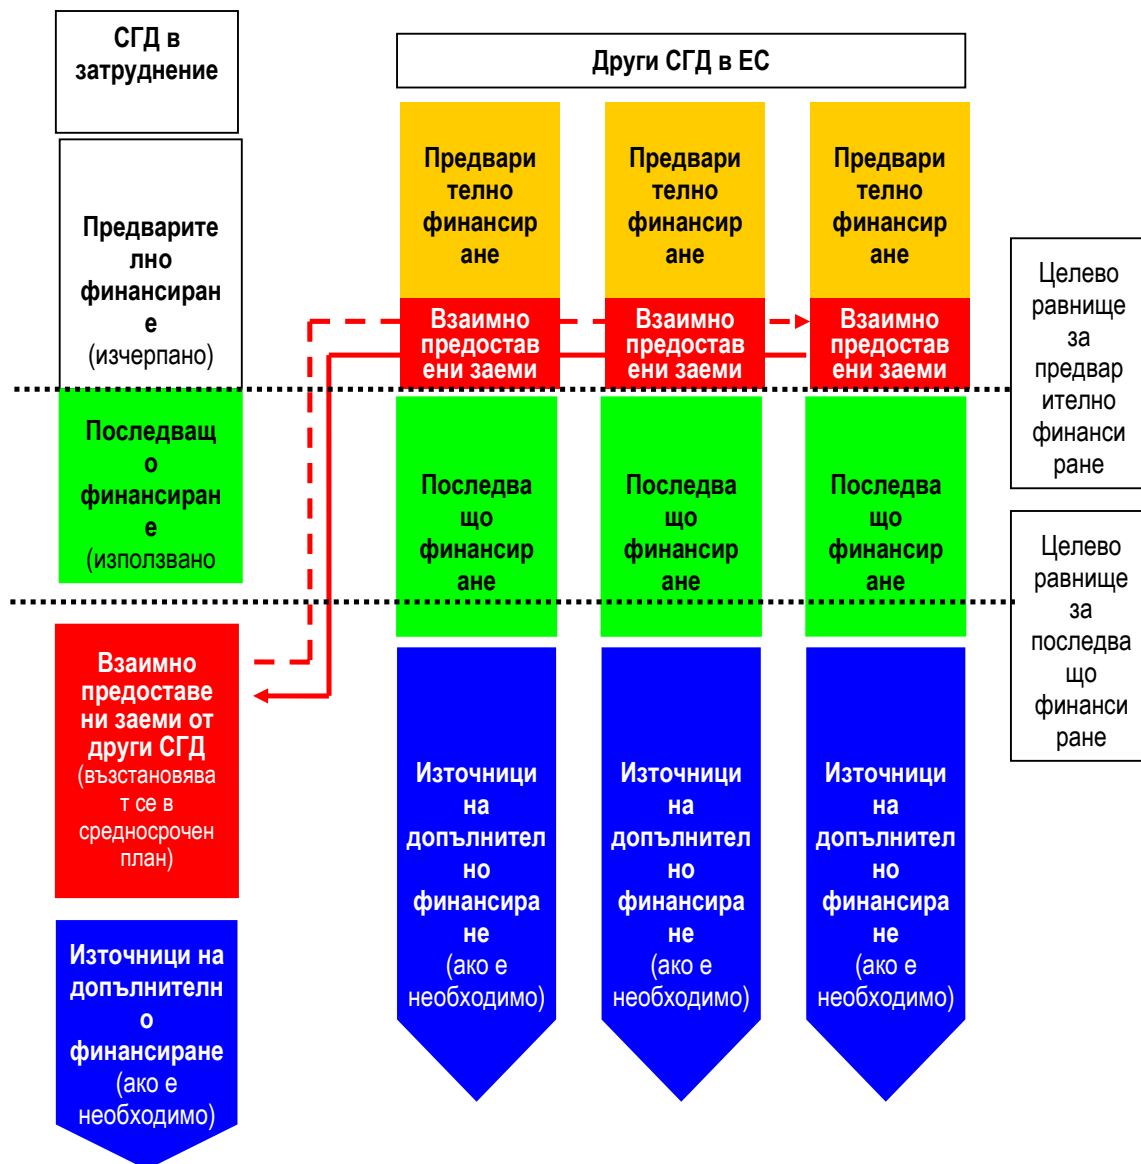 СГД в
затруднение
Предварите
лно
финансиран
е
(изчерпано)
Последващ
о
финансиран
е
(използвано
Взаимно
предоставе
ни заеми от
други СГД
(възстановява
т се в
средносрочен
план)
Източници на
допълнителн
о
финансиране
(ако е
необходимо)
Други СГД в ЕС
Предвари
телно
финансир
ане
Взаимно
предостав
ени заеми
Последва
що
финансир
ане
Източници
на
допълнител
но
финансира
не
(ако е
необходимо)
Предвари
телно
финансир
ане
Взаимно
предостав
ени заеми
Последва
що
финансир
ане
Източници
на
допълнител
но
финансира
не
(ако е
необходимо)
Предвари
телно
финансир
ане
Взаимно
предостав
ени заеми
Последва
що
финансир
ане
Източници
на
допълнител
но
финансира
не
(ако е
необходимо)
Целево
равнище
за
предвар
ително
финанси
ране
Целево
равнище
за
последва
що
финанси
ране